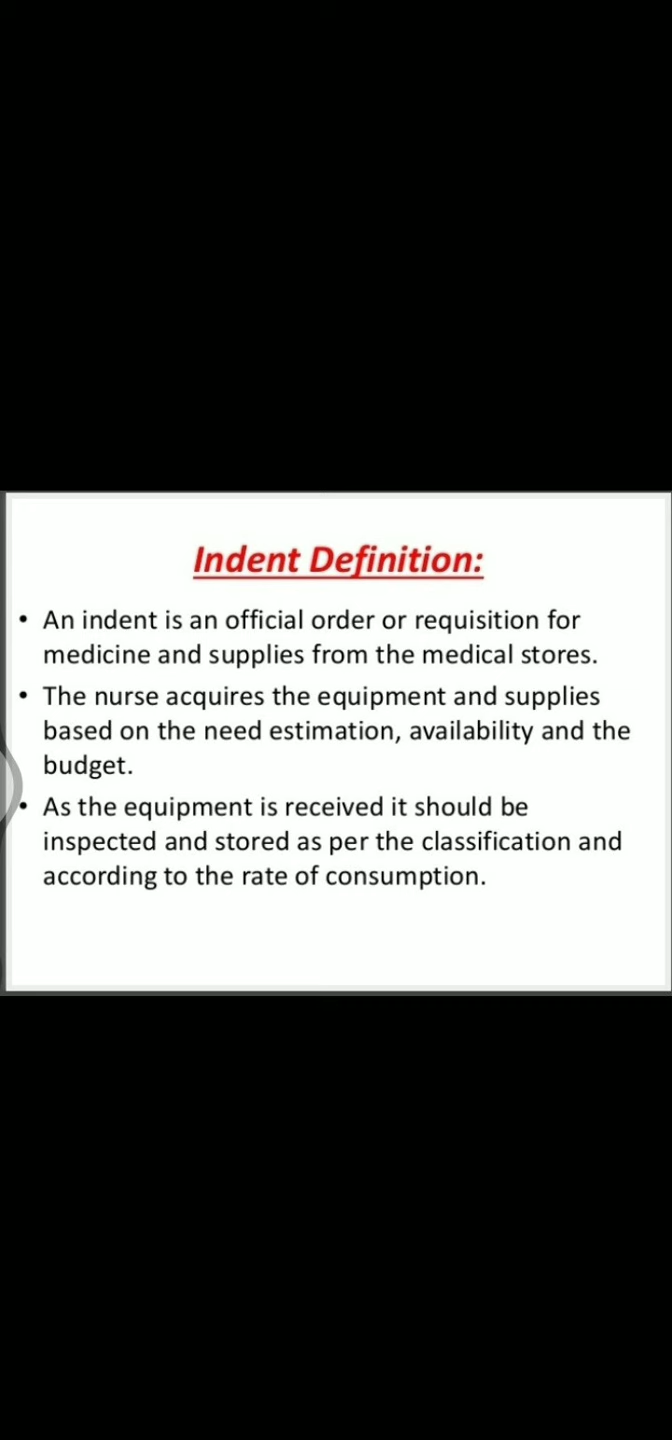 Indent Definition:
• An indent is an official order or requisition for
medicine and supplies from the medical stores.
• The nurse acquires the equipment and supplies
based on the need estimation, availability and the
budget.
• As the equipment is received it should be
inspected and stored as per the classification and
according to the rate of consumption.